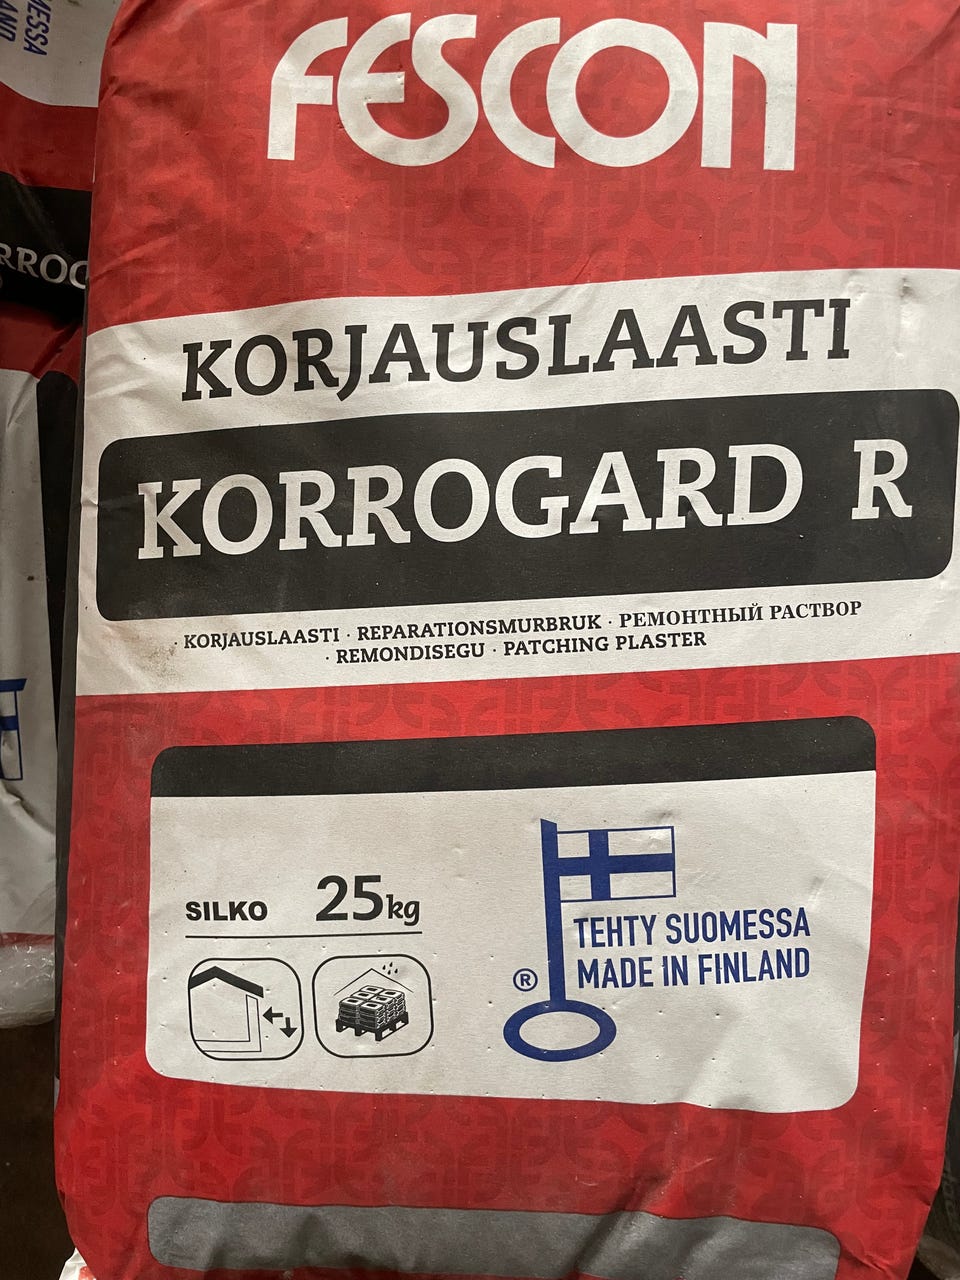 FESCON
KORJAUSLAASTI
KORROGARD R
· KORJAUSLAASTI · REPARATIONSMURBRUK · РЕМОНТНЫЙ РАСТВОР
· REMONDISEGU · PATCHING PLASTER
SILKO 25kg
TEHTY SUOMESSA
® MADE IN FINLAND